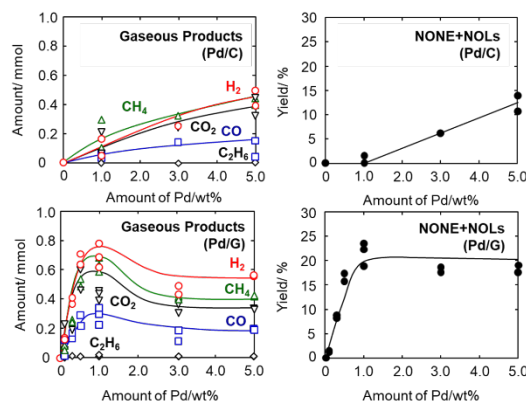 Gaseous Products
(Pd/C)
Amount/ mmol
1.0
0.8
0.6
0.4
0.2
0
H2
CH4
CO2
CO
C2H6
0 1.0 2.0 3.0 4.0 5.0
Amount of Pd/wt%
NONE+NOLs
(Pd/C)
Yield/ %
30
25
20
15
10
5
0
0 1.0 2.0 3.0 4.0 5.0
Amount of Pd/wt%
Gaseous Products
(Pd/G)
Amount/ mmol
1.0
0.8
0.6
0.4
0.2
0
H2
CH4
CO2
CO
C2H6
0 1.0 2.0 3.0 4.0 5.0
Amount of Pd/wt%
NONE+NOLs
(Pd/G)
Yield/ %
30
25
20
15
10
5
0
0 1.0 2.0 3.0 4.0 5.0
Amount of Pd/wt%